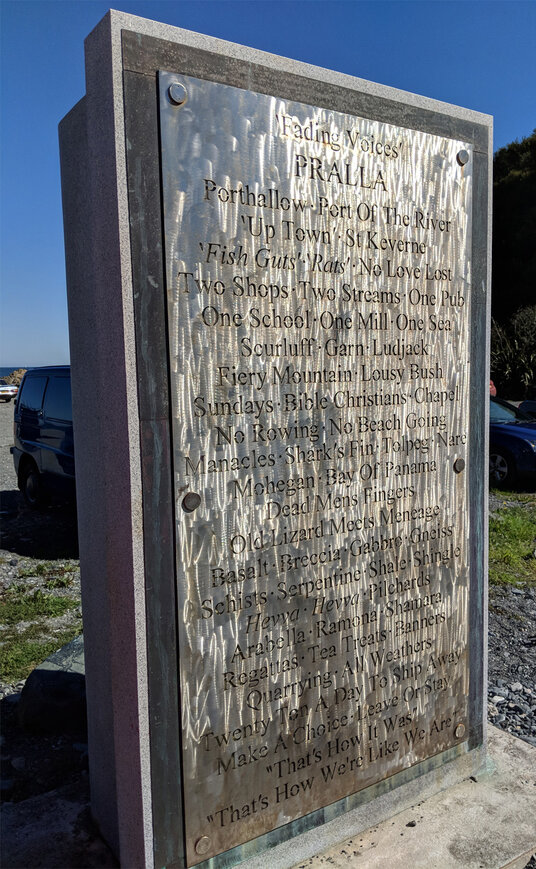 'Fading Voices'
PRALLA
Porthallow·Port Of The River
'Up Town'·St Keverne
'Fish Guts'·'Rats'·No Love Lost
Two Shops·Two Streams·One Pub
One School·One Mill·One Sea
Scurluff·Garn·Ludjack
Fiery Mountain·Lousy Bush
Sundays·Bible Christians·Chapel
No Rowing·No Beach Going
Manacles·Shark's Fin·Tolpeg·Nare
Mohegan·Bay Of Panama
Dead Mens Fingers
Old Lizard Meets Meneage
Basalt·Breccia·Gabbro·Gneiss
Schists·Serpentine·Shale·Shingle
Hevva·Hevva·Pilchards
Arabella·Ramona·Shamara
Regattas·Tea Treats·Banners
Quarrying·All Weathers
Twenty Ton A Day To Ship Away
Make A Choice·Leave Or Stay
"That's How It Was"
"That's How We're Like We Are"